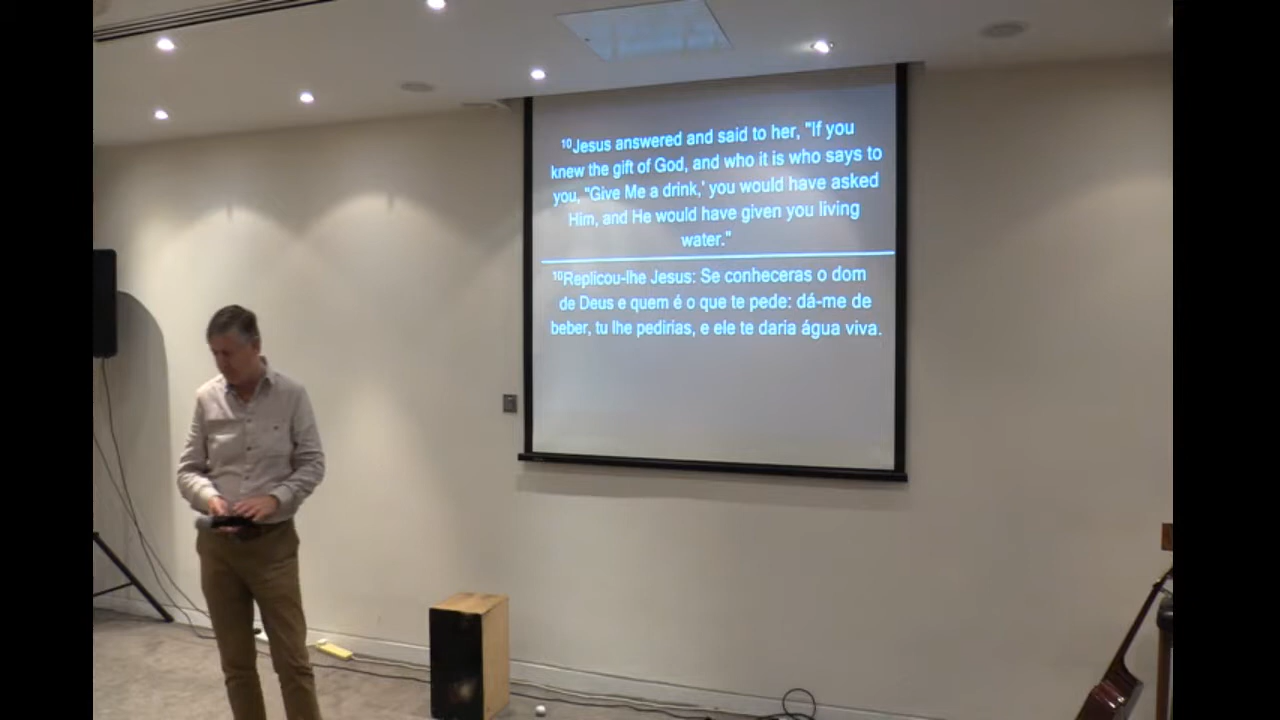 ¹⁰Jesus answered and said to her, "If you
knew the gift of God, and who it is who says to
you, "Give Me a drink,' you would have asked
Him, and He would have given you living
water."
¹⁰Replicou-lhe Jesus: Se conheceras o dom
de Deus e quem é o que te pede: dá-me de
beber, tu lhe pedirias, e ele te daria água viva.